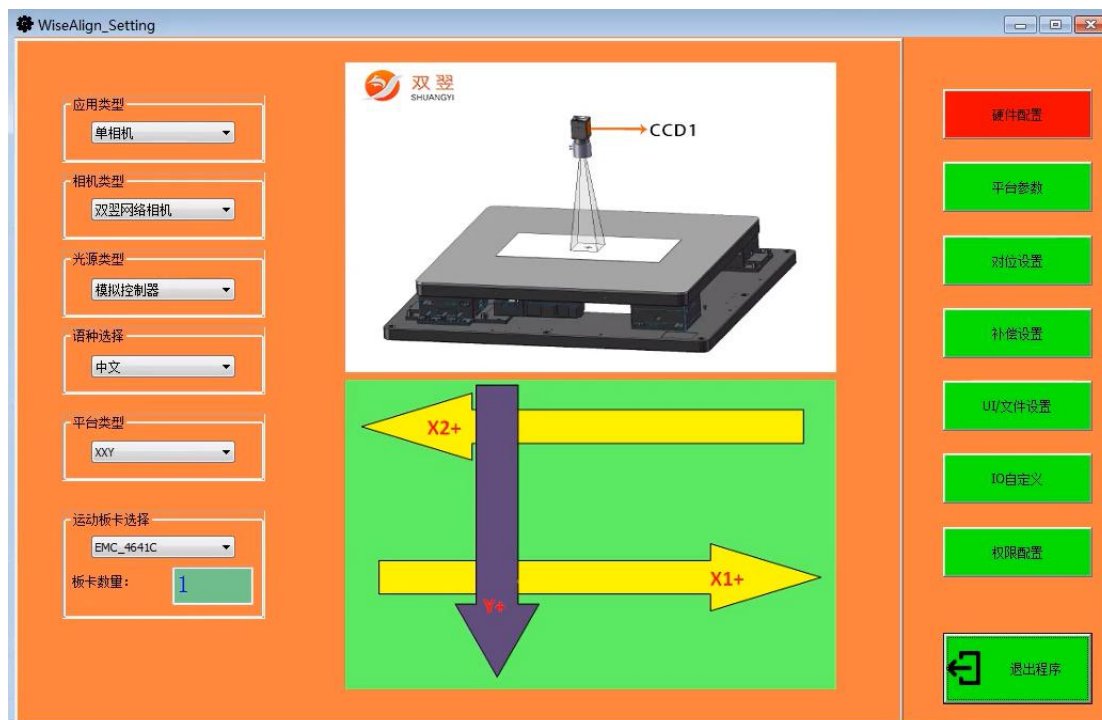 WiseAlign_Setting
应用类型
单相机
相机类型
双翌网络相机
光源类型
模拟控制器
语种选择
中文
平台类型
XXY
运动板卡选择
EMC_4641C
板卡数量：
1
双翌
SHUANGYI
CCD1
X2+
X1+
Y+
硬件配置
平台参数
对位设置
补偿设置
UI/文件设置
IO自定义
权限配置
退出程序